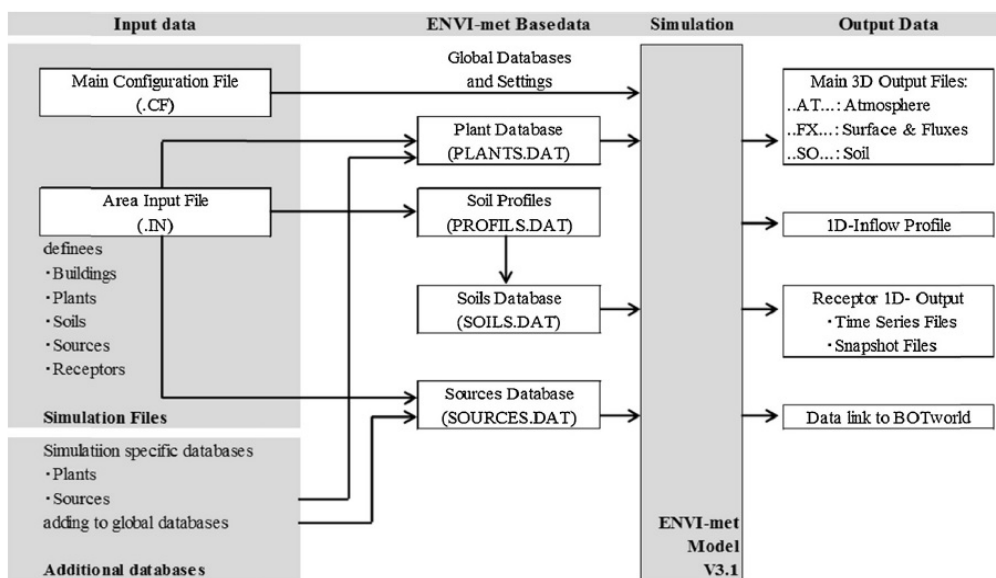 Input data
ENVI-met Basedata
Simulation
Output Data
Main Configuration File
(.CF)
Area Input File
(.IN)
definees
・Buildings
・Plants
・Soils
・Sources
・Receptors
Simulation Files
Simulatiion specific databases
・Plants
・Sources
adding to global databases
Additional databases
Global Databases
and Settings
Plant Database
(PLANTS.DAT)
Soil Profiles
(PROFILS.DAT)
Soils Database
(SOILS.DAT)
Sources Database
(SOURCES.DAT)
ENVI-met
Model
V3.1
Main 3D Output Files:
..AT...: Atmosphere
..FX...: Surface & Fluxes
..SO...: Soil
1D-Inflow Profile
Receptor 1D- Output
・Time Series Files
・Snapshot Files
Data link to BOTworld